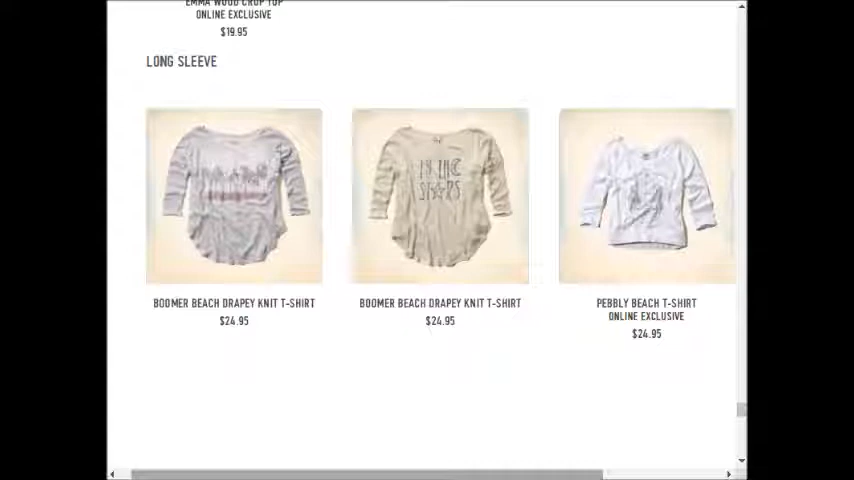 EMMA WOOD CROP TOP
ONLINE EXCLUSIVE
$19.95
LONG SLEEVE
BOOMER BEACH DRAPEY KNIT T-SHIRT
$24.95
BOOMER BEACH DRAPEY KNIT T-SHIRT
$24.95
PEBBLY BEACH T-SHIRT
ONLINE EXCLUSIVE
$24.95